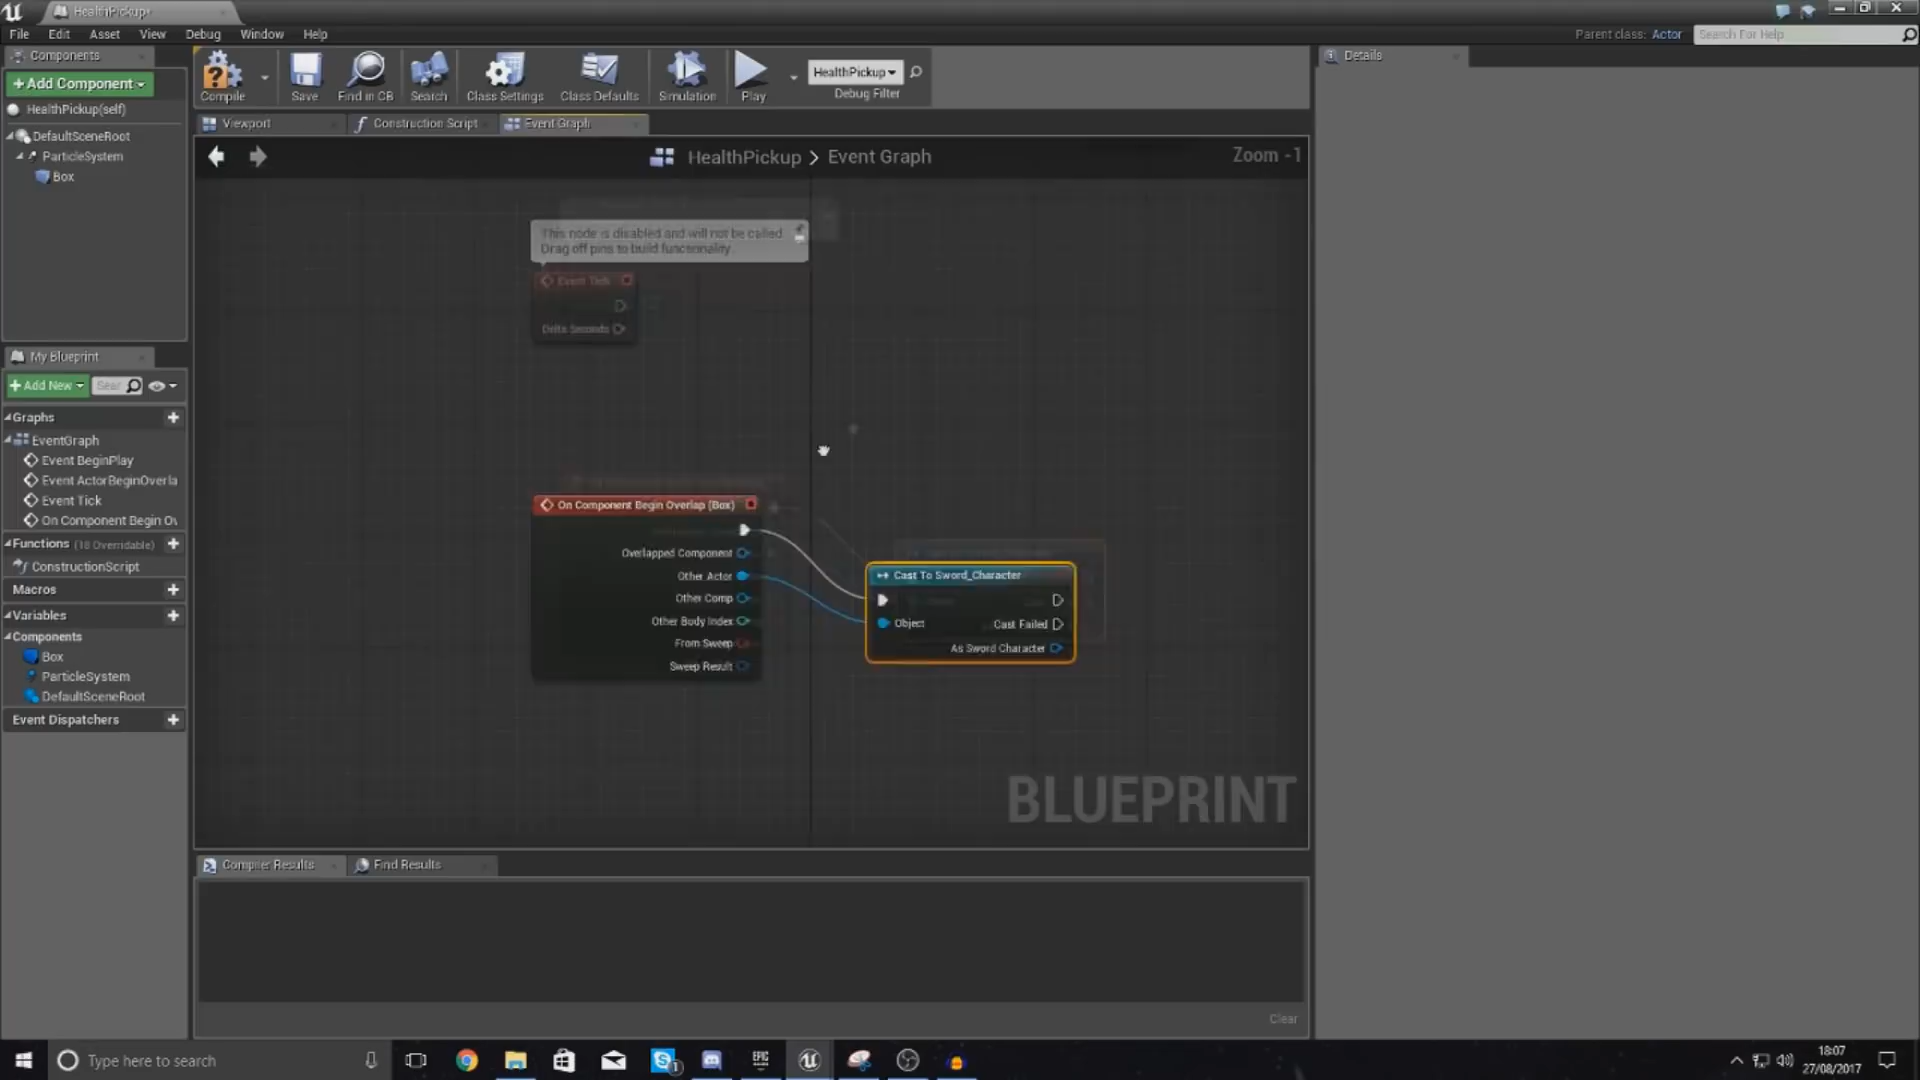 HealthPickup*
File Edit Asset View Debug Window Help
Parent class: Actor
Search For Help
Components
+Add Component
HealthPickup(self)
DefaultSceneRoot
ParticleSystem
Box
Compile
Save
Find in CB
Search
Class Settings
Class Defaults
Simulation
Play
HealthPickup
Debug Filter
Details
Viewport
Construction Script
Event Graph
HealthPickup > Event Graph
Zoom -1
This node is disabled and will not be called.
Drag off pins to build functionality.
Event Tick
Delta Seconds
My Blueprint
+Add New
Sear
Graphs
EventGraph
Event BeginPlay
Event ActorBeginOverla
Event Tick
On Component Begin Ov
Functions (18 Overridable)
ConstructionScript
Macros
Variables
Components
Box
ParticleSystem
DefaultSceneRoot
Event Dispatchers
On Component Begin Overlap (Box)
Overlapped Component
Other Actor
Other Comp
Other Body Index
From Sweep
Sweep Result
Cast To Sword_Character
Object
Cast Failed
As Sword Character
BLUEPRINT
Compiler Results
Find Results
Clear
Type here to search
EPIC
1
18:07
27/08/2017